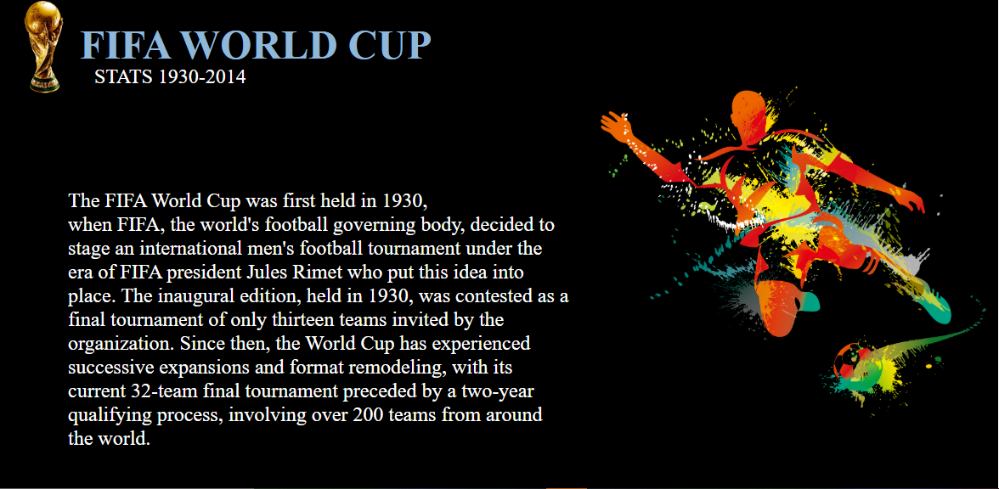 FIFA WORLD CUP
STATS 1930-2014
The FIFA World Cup was first held in 1930,
when FIFA, the world's football governing body, decided to
stage an international men's football tournament under the
era of FIFA president Jules Rimet who put this idea into
place. The inaugural edition, held in 1930, was contested as a
final tournament of only thirteen teams invited by the
organization. Since then, the World Cup has experienced
successive expansions and format remodeling, with its
current 32-team final tournament preceded by a two-year
qualifying process, involving over 200 teams from around
the world.